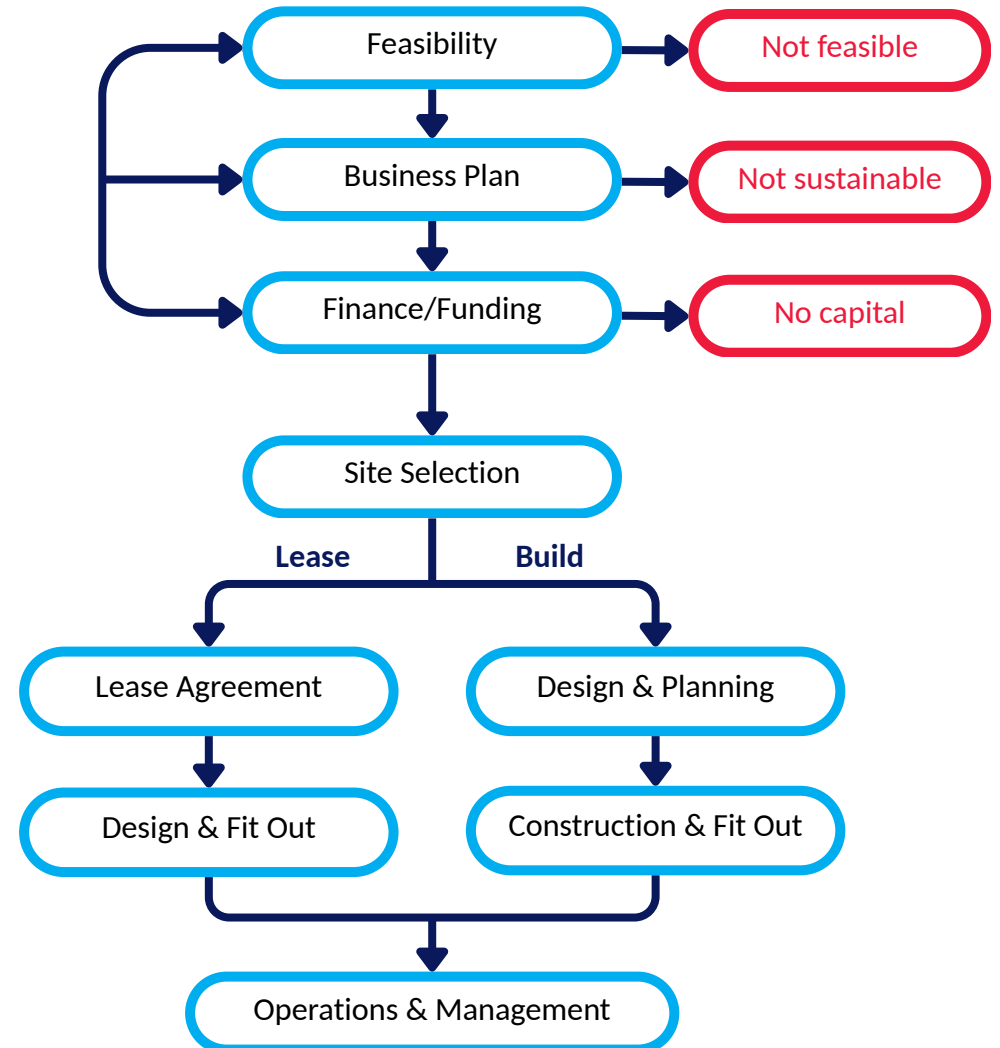 Feasibility
Not feasible
Business Plan
Not sustainable
Finance/Funding
No capital
Site Selection
Lease
Build
Lease Agreement
Design & Planning
Design & Fit Out
Construction & Fit Out
Operations & Management